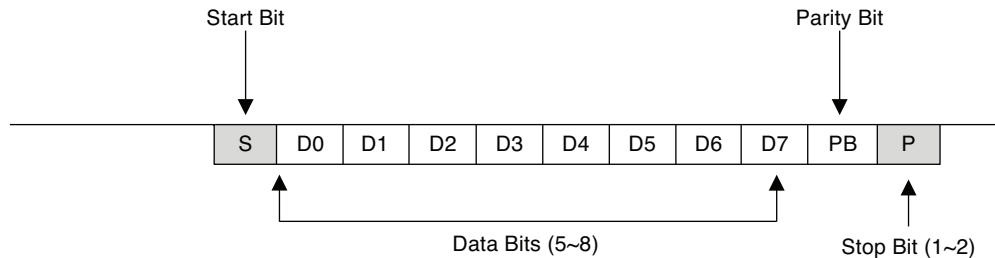 Start Bit Parity Bit
S D0 D1 D2 D3 D4 D5 D6 D7 PB P
Data Bits (5~8) Stop Bit (1~2)